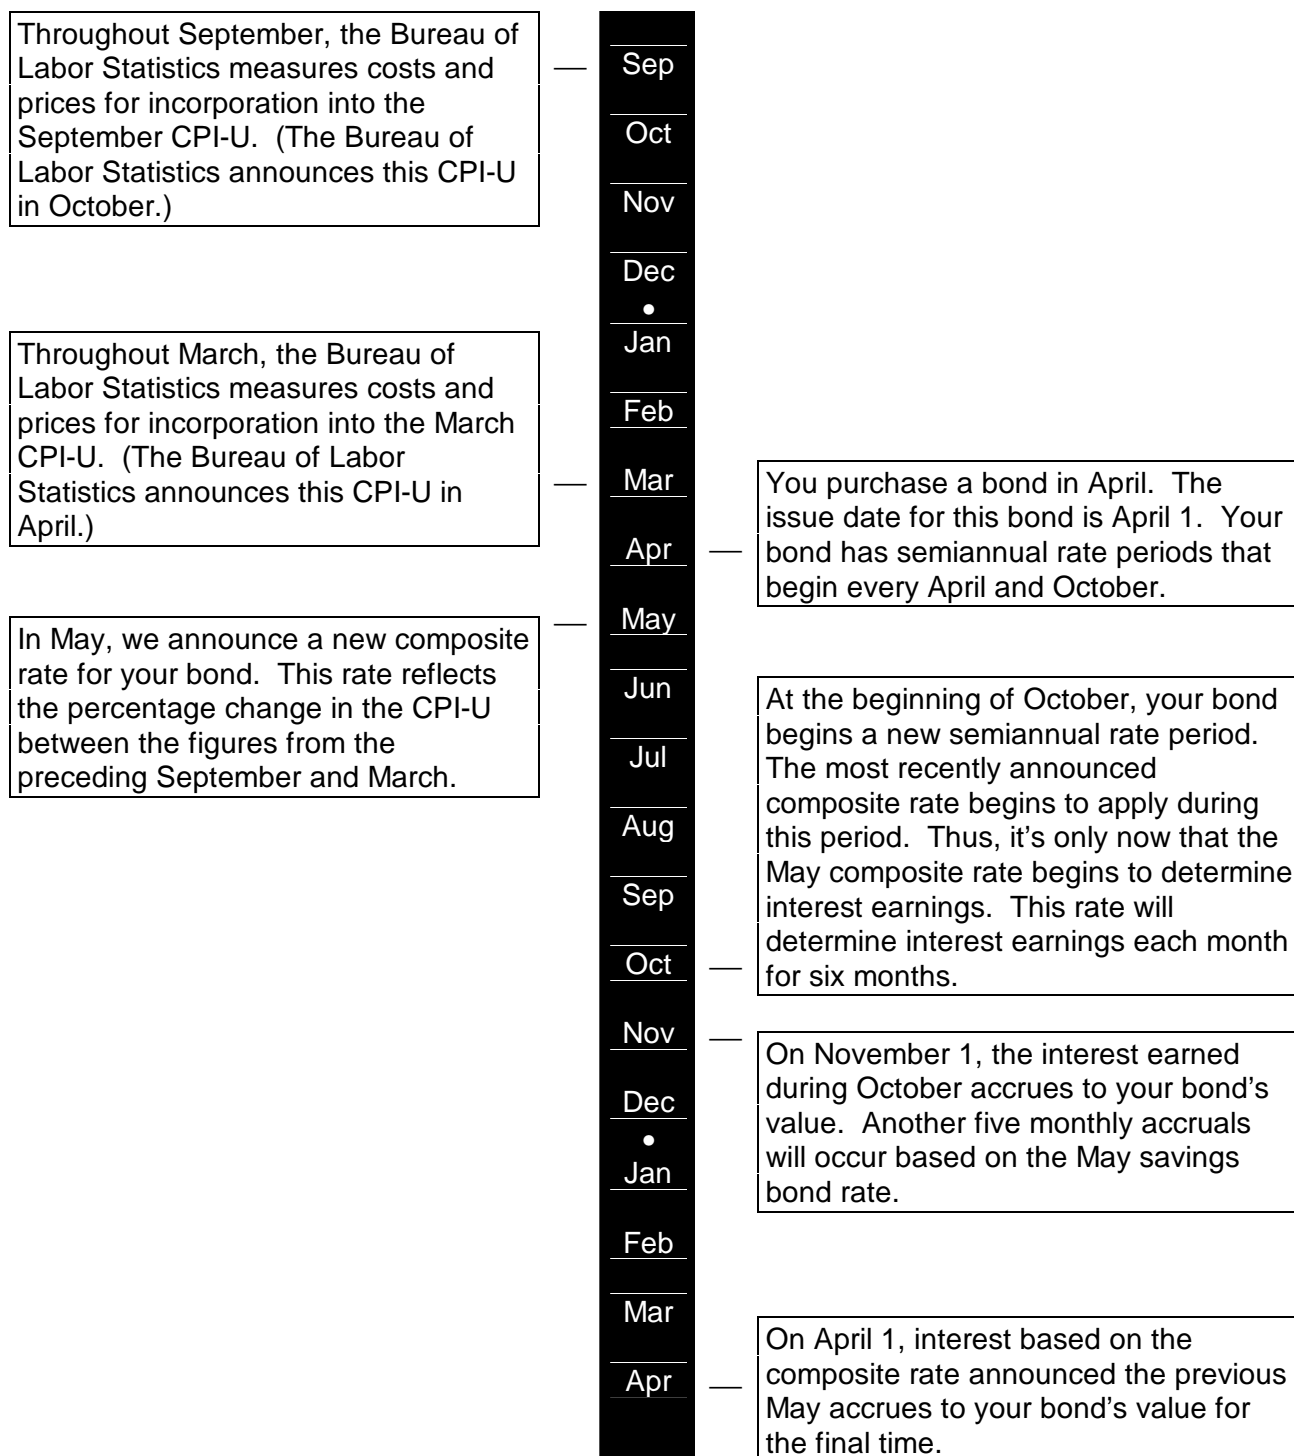 Throughout September, the Bureau of
Labor Statistics measures costs and
prices for incorporation into the
September CPI-U.  (The Bureau of
Labor Statistics announces this CPI-U
in October.)
Throughout March, the Bureau of
Labor Statistics measures costs and
prices for incorporation into the March
CPI-U.  (The Bureau of Labor
Statistics announces this CPI-U in
April.)
In May, we announce a new composite
rate for your bond.  This rate reflects
the percentage change in the CPI-U
between the figures from the
preceding September and March.
Sep
Oct
Nov
Dec
•
Jan
Feb
Mar
Apr
May
Jun
Jul
Aug
Sep
Oct
Nov
Dec
•
Jan
Feb
Mar
Apr
You purchase a bond in April.  The
issue date for this bond is April 1.  Your
bond has semiannual rate periods that
begin every April and October.
At the beginning of October, your bond
begins a new semiannual rate period.
The most recently announced
composite rate begins to apply during
this period.  Thus, it’s only now that the
May composite rate begins to determine
interest earnings.  This rate will
determine interest earnings each month
for six months.
On November 1, the interest earned
during October accrues to your bond’s
value.  Another five monthly accruals
will occur based on the May savings
bond rate.
On April 1, interest based on the
composite rate announced the previous
May accrues to your bond’s value for
the final time.